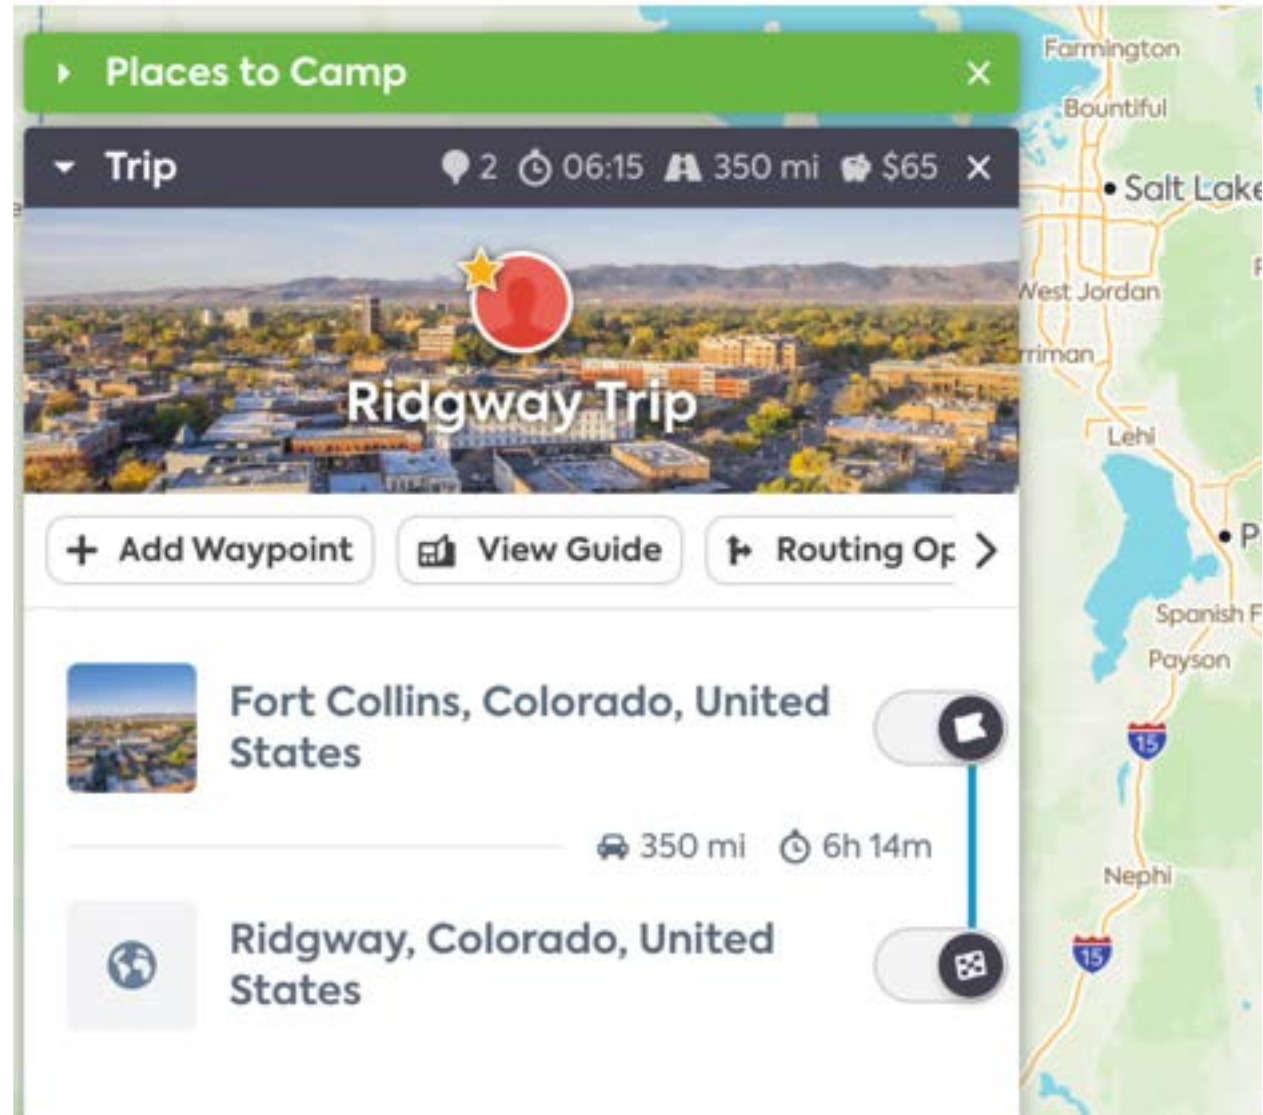 Places to Camp
Trip 2 06:15 350 mi $65
Ridgway Trip
Add Waypoint View Guide Routing
Fort Collins, Colorado, United
States
350 mi 6h 14m
Ridgway, Colorado, United
States
Farmington
Bountiful
Salt Lake
West Jordan
Lehi
Spanish
Payson
15
Nephi
15